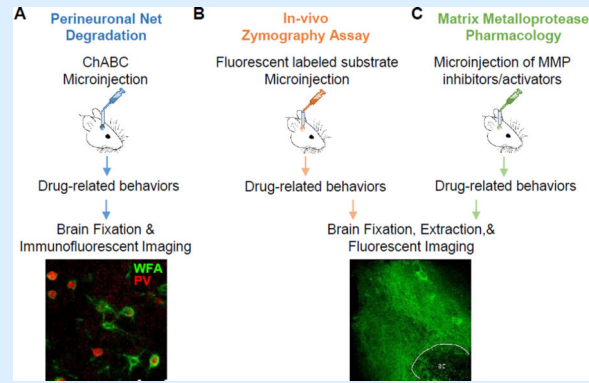 A
Perineuronal Net
Degradation
ChABC
Microinjection
Drug-related behaviors
Brain Fixation &
Immunofluorescent Imaging
WFA
PV
B
In-vivo
Zymography Assay
Fluorescent labeled substrate
Microinjection
Drug-related behaviors
C
Matrix Metalloprotease
Pharmacology
Microinjection of MMP
inhibitors/activators
Drug-related behaviors
Brain Fixation, Extraction,&
Fluorescent Imaging